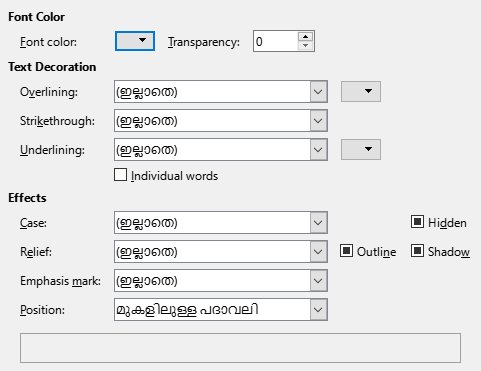 Font Color
Font color: Transparency: 0
Text Decoration
Overlining: (ഇല്ലാതെ)
Strikethrough: (ഇല്ലാതെ)
Underlining: (ഇല്ലാതെ)
Individual words
Effects
Case: (ഇല്ലാതെ) Hidden
Relief: (ഇല്ലാതെ) Outline Shadow
Emphasis mark: (ഇല്ലാതെ)
Position: മുകളിലുള്ള പദാവലി